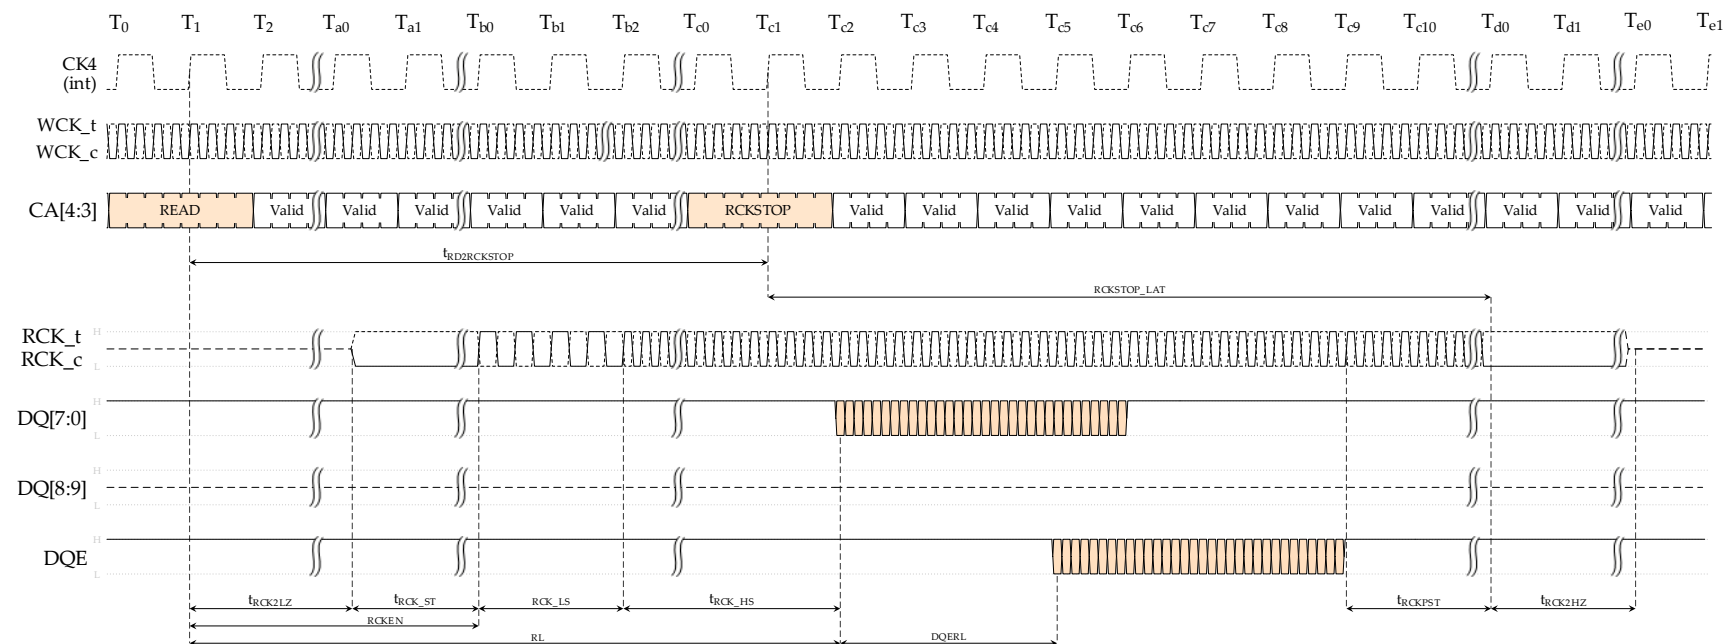 T0 T1 T2 Ta0 Ta1 Tb0 Tb1 Tb2 Tc0 Tc1 Tc2 Tc3 Tc4 Tc5 Tc6 Tc7 Tc8 Tc9 Tc10 Td0 Td1 Te0 Te1
CK4
(int)
WCK_t
WCK_c
CA[4:3] READ Valid Valid Valid Valid Valid Valid RCKSTOP Valid Valid Valid Valid Valid Valid Valid Valid Valid Valid Valid Valid
tRD2RCKSTOP
RCKSTOP_LAT
RCK_t H
RCK_c L
DQ[7:0] H
L
DQ[8:9] H
L
DQE H
L
tRCK2LZ tRCK_ST RCK_LS tRCK_HS tRCKPST tRCK2HZ
RCKEN
RL DQERL